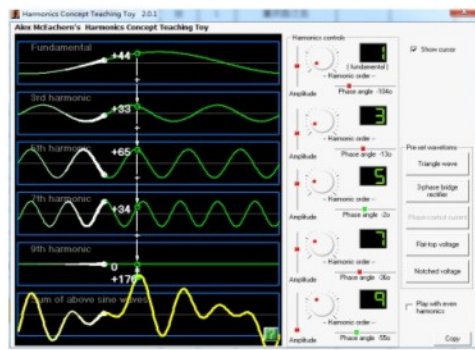 Harmonics Concept Teaching Toy 2.0.1
Alex McEachern's Harmonics Concept Teaching Toy
Fundamental
+44
3rd harmonic
+33
5th harmonic
+65
7th harmonic
+34
9th harmonic
0
+176
Sum of above sine waves
Harmonics controls
1
( fundamental )
-- Harmonic order --
Amplitude
Phase angle -104o
3
-- Harmonic order --
Amplitude
Phase angle -13o
5
-- Harmonic order --
Amplitude
Phase angle -2o
7
-- Harmonic order --
Amplitude
Phase angle -36o
9
-- Harmonic order --
Amplitude
Phase angle -55o
Show cursor
Pre-set waveforms
Triangle wave
3-phase bridge
rectifier
Phase-control current
Flat-top voltage
Notched voltage
Play with even
harmonics
Copy